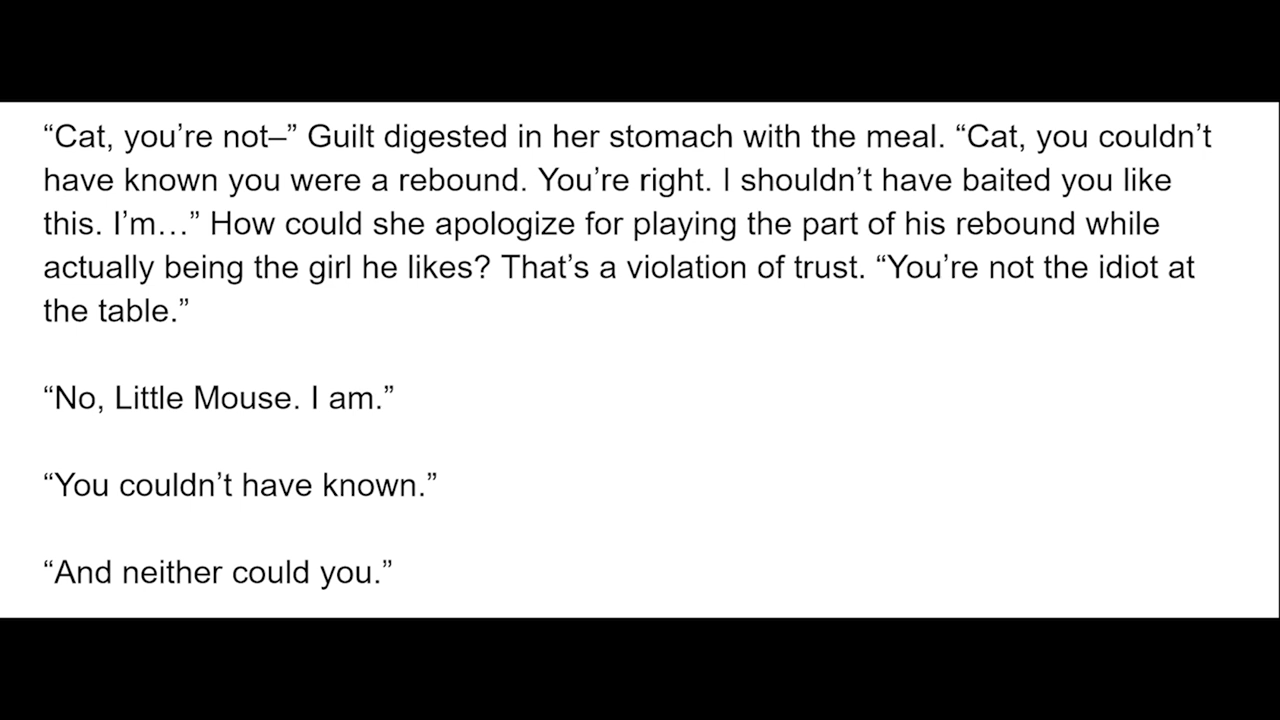 “Cat, you’re not–” Guilt digested in her stomach with the meal. “Cat, you couldn’t
have known you were a rebound. You’re right. I shouldn’t have baited you like
this. I’m…” How could she apologize for playing the part of his rebound while
actually being the girl he likes? That’s a violation of trust. “You’re not the idiot at
the table.”
“No, Little Mouse. I am.”
“You couldn’t have known.”
“And neither could you.”